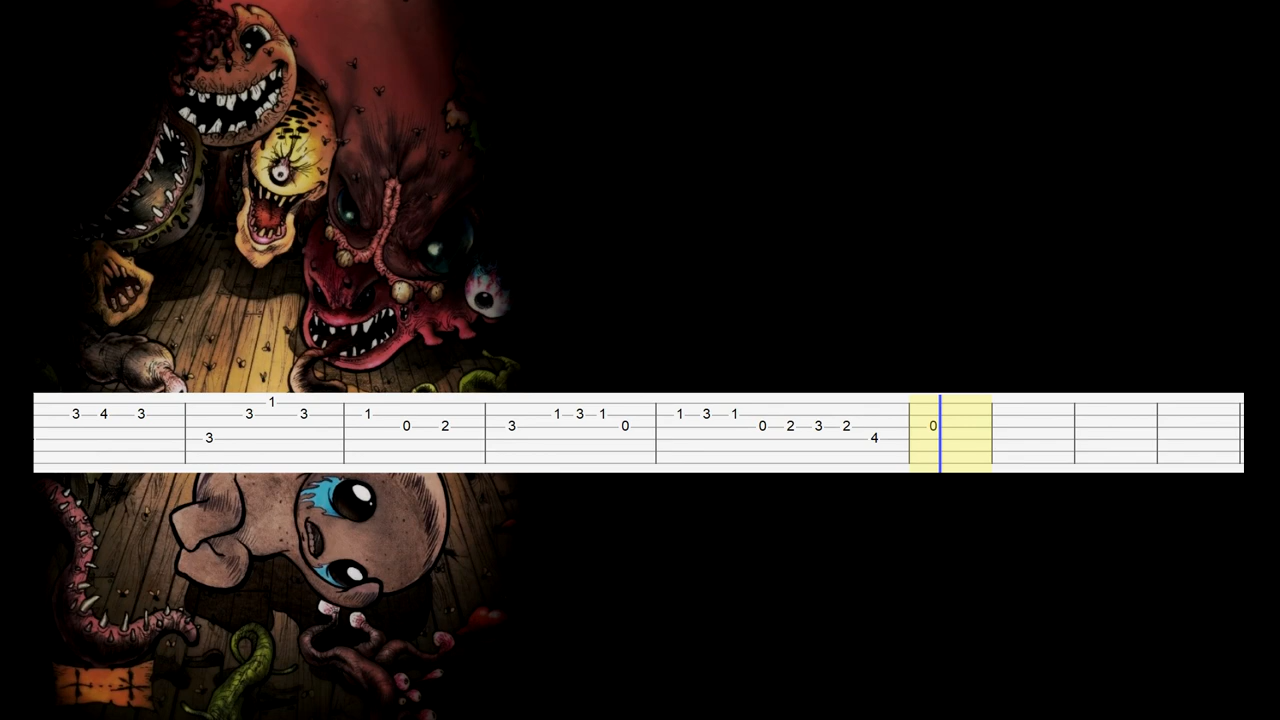 1
3 4 3 3 3 1 1 3 1 1 3 1
0 2 3 0 0 2 3 2 0
3 4